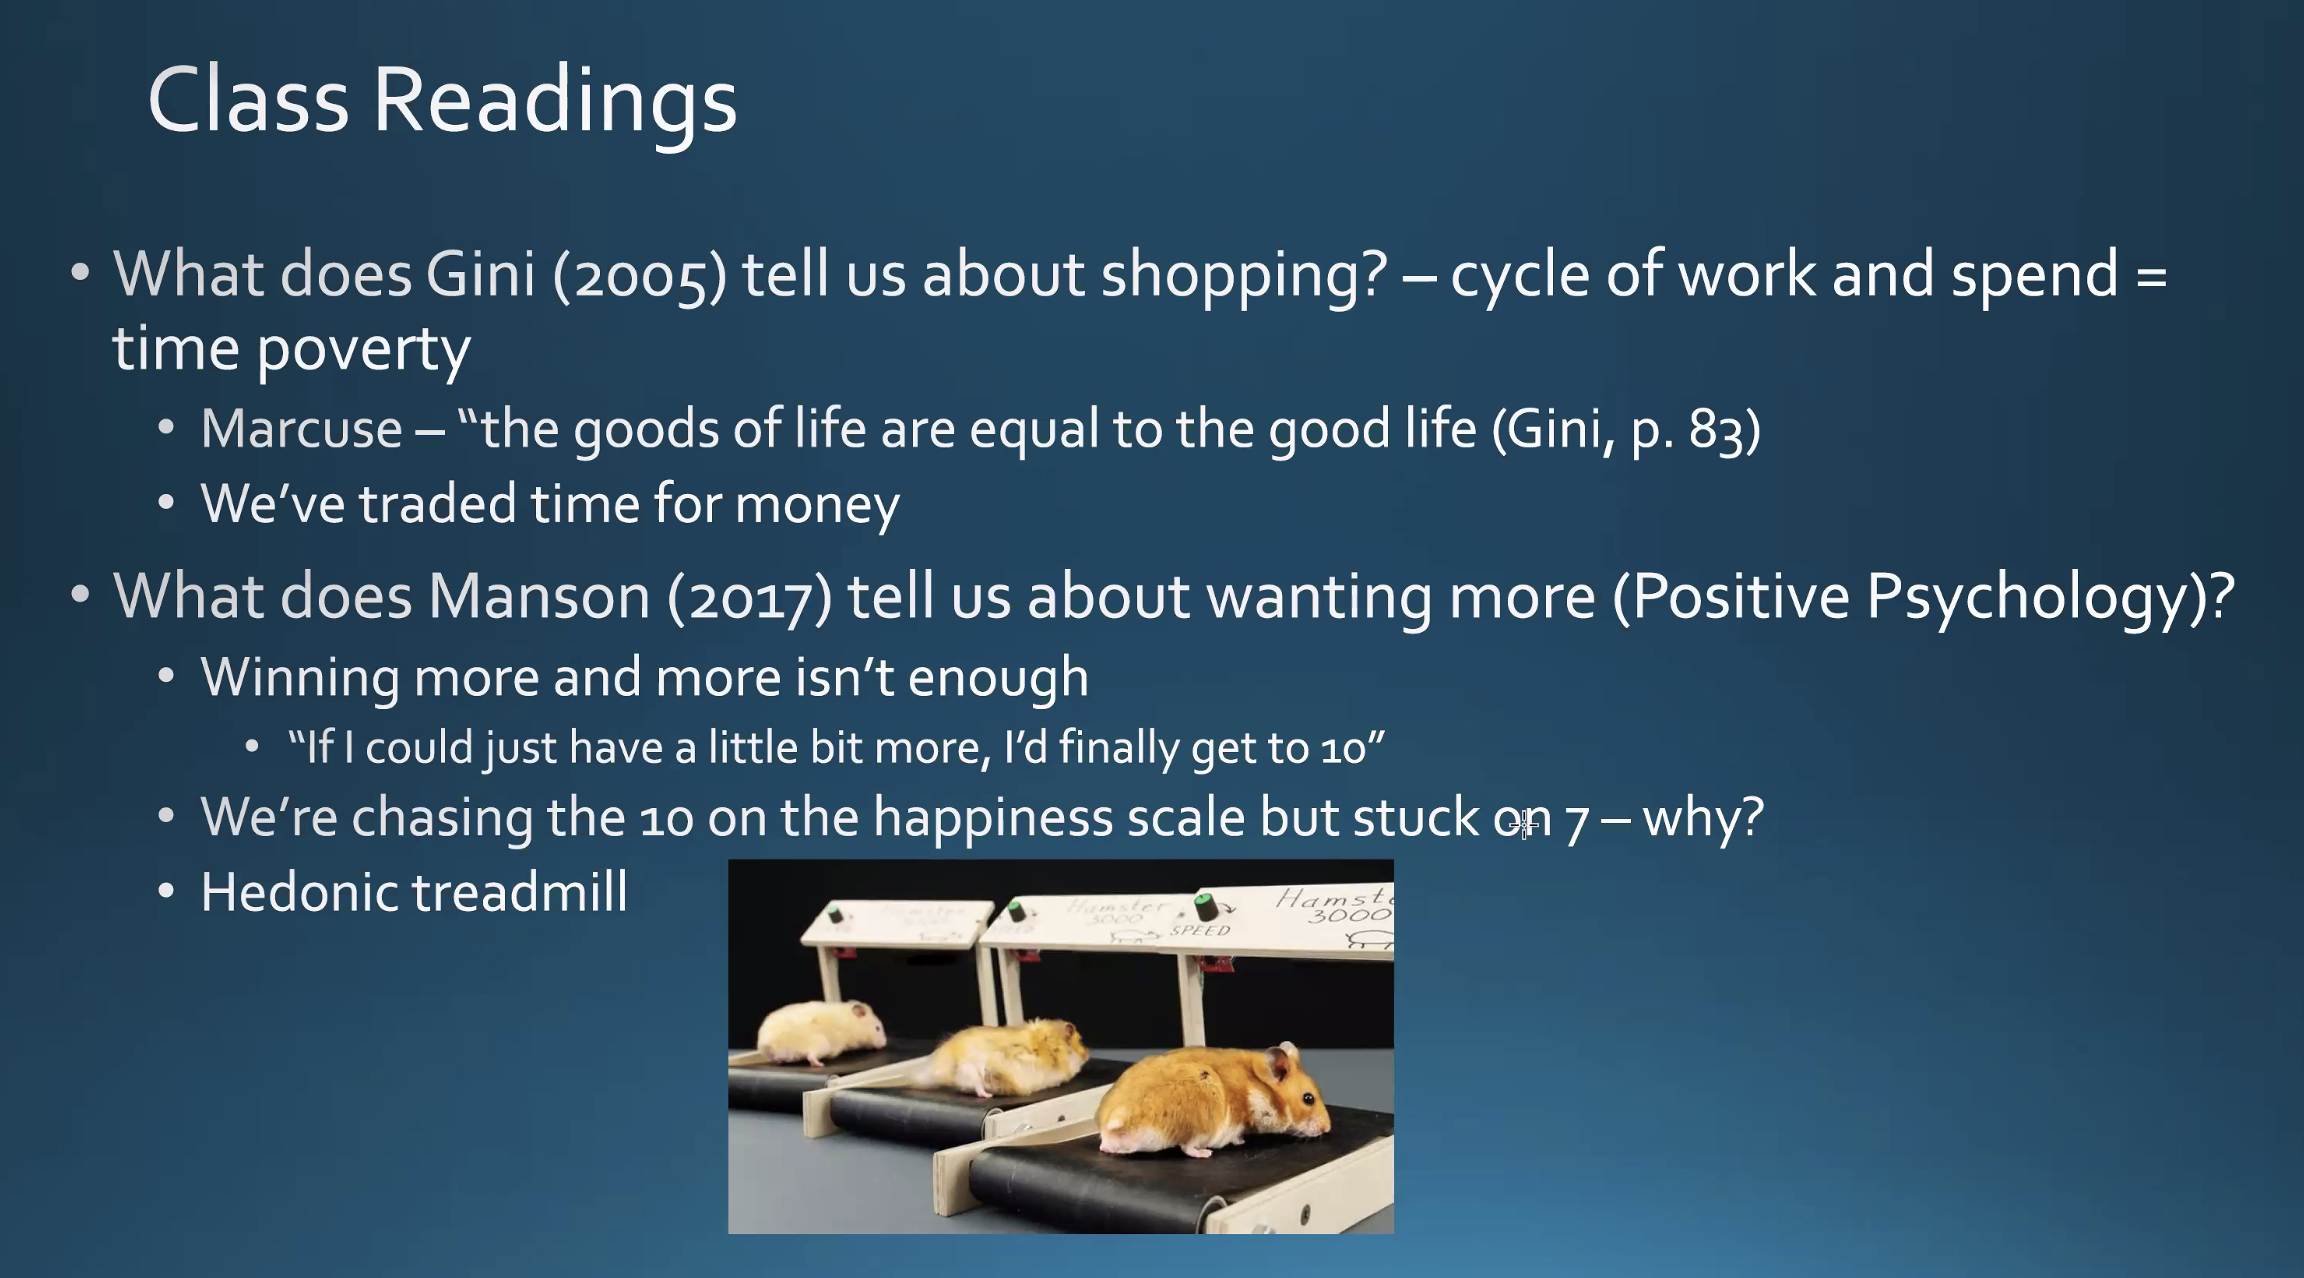 Class Readings
• What does Gini (2005) tell us about shopping? – cycle of work and spend =
time poverty
• Marcuse – “the goods of life are equal to the good life (Gini, p. 83)
• We’ve traded time for money
• What does Manson (2017) tell us about wanting more (Positive Psychology)?
• Winning more and more isn’t enough
• “If I could just have a little bit more, I’d finally get to 10”
• We’re chasing the 10 on the happiness scale but stuck on 7 – why?
• Hedonic treadmill
Hamster
3000
SPEED
Hamste
3000